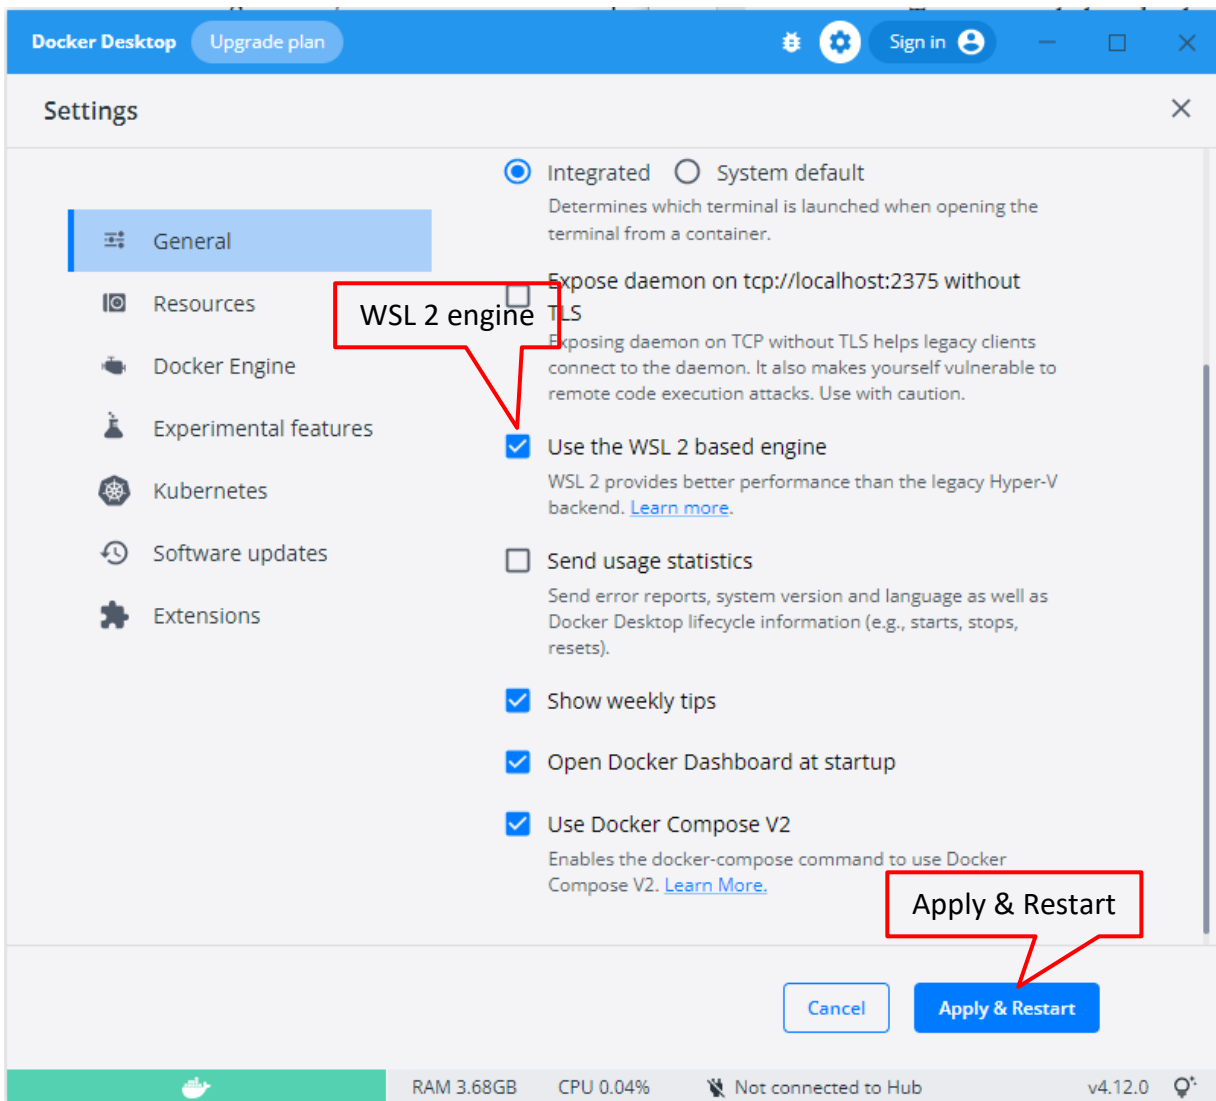 Docker Desktop Upgrade plan Sign in
Settings
Integrated System default
Determines which terminal is launched when opening the
terminal from a container.
General
Expose daemon on tcp://localhost:2375 without
TLS
Resources
WSL 2 engine
Exposing daemon on TCP without TLS helps legacy clients
connect to the daemon. It also makes yourself vulnerable to
remote code execution attacks. Use with caution.
Docker Engine
Experimental features
Use the WSL 2 based engine
WSL 2 provides better performance than the legacy Hyper-V
backend. Learn more.
Kubernetes
Software updates
Send usage statistics
Send error reports, system version and language as well as
Docker Desktop lifecycle information (e.g., starts, stops,
resets).
Extensions
Show weekly tips
Open Docker Dashboard at startup
Use Docker Compose V2
Enables the docker-compose command to use Docker
Compose V2. Learn More.
Apply & Restart
Cancel Apply & Restart
RAM 3.68GB CPU 0.04% Not connected to Hub v4.12.0